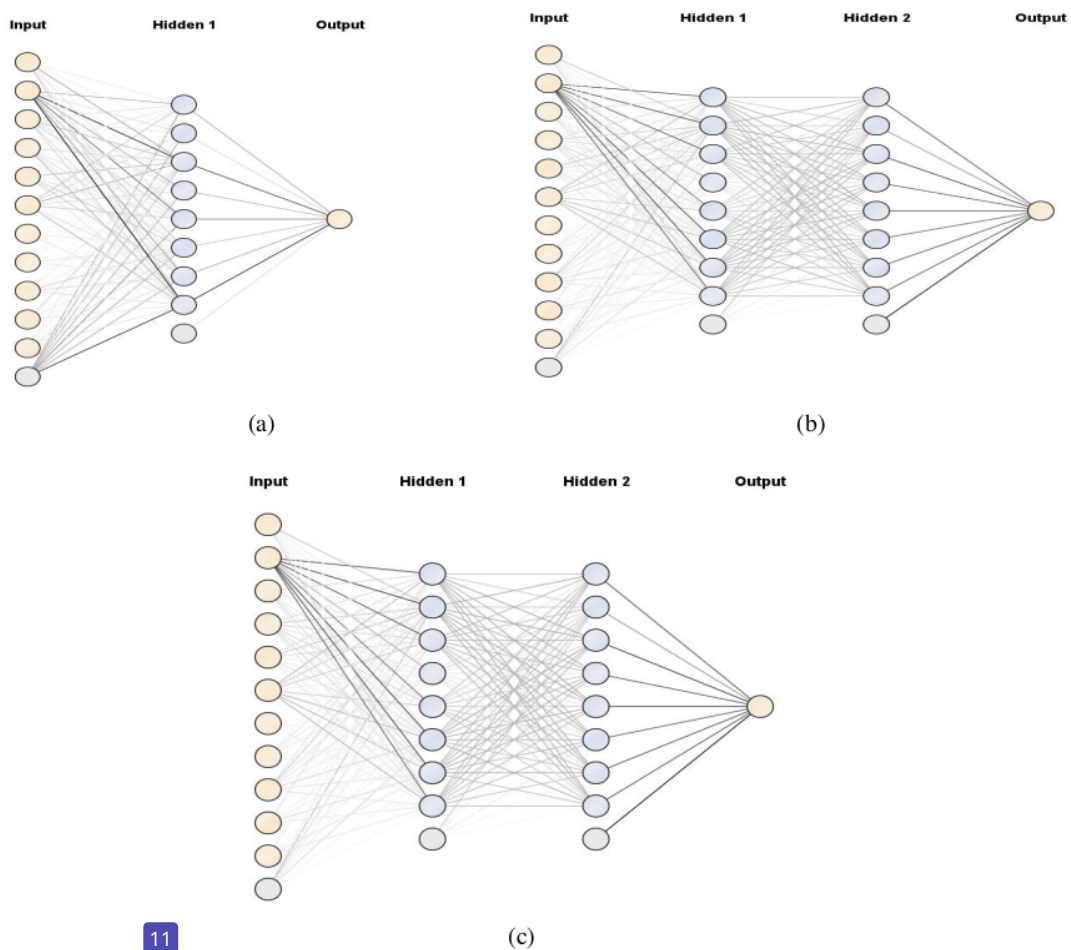 Input Hidden 1 Output
Input Hidden 1 Hidden 2 Output
(a)
(b)
Input Hidden 1 Hidden 2 Output
11
(c)